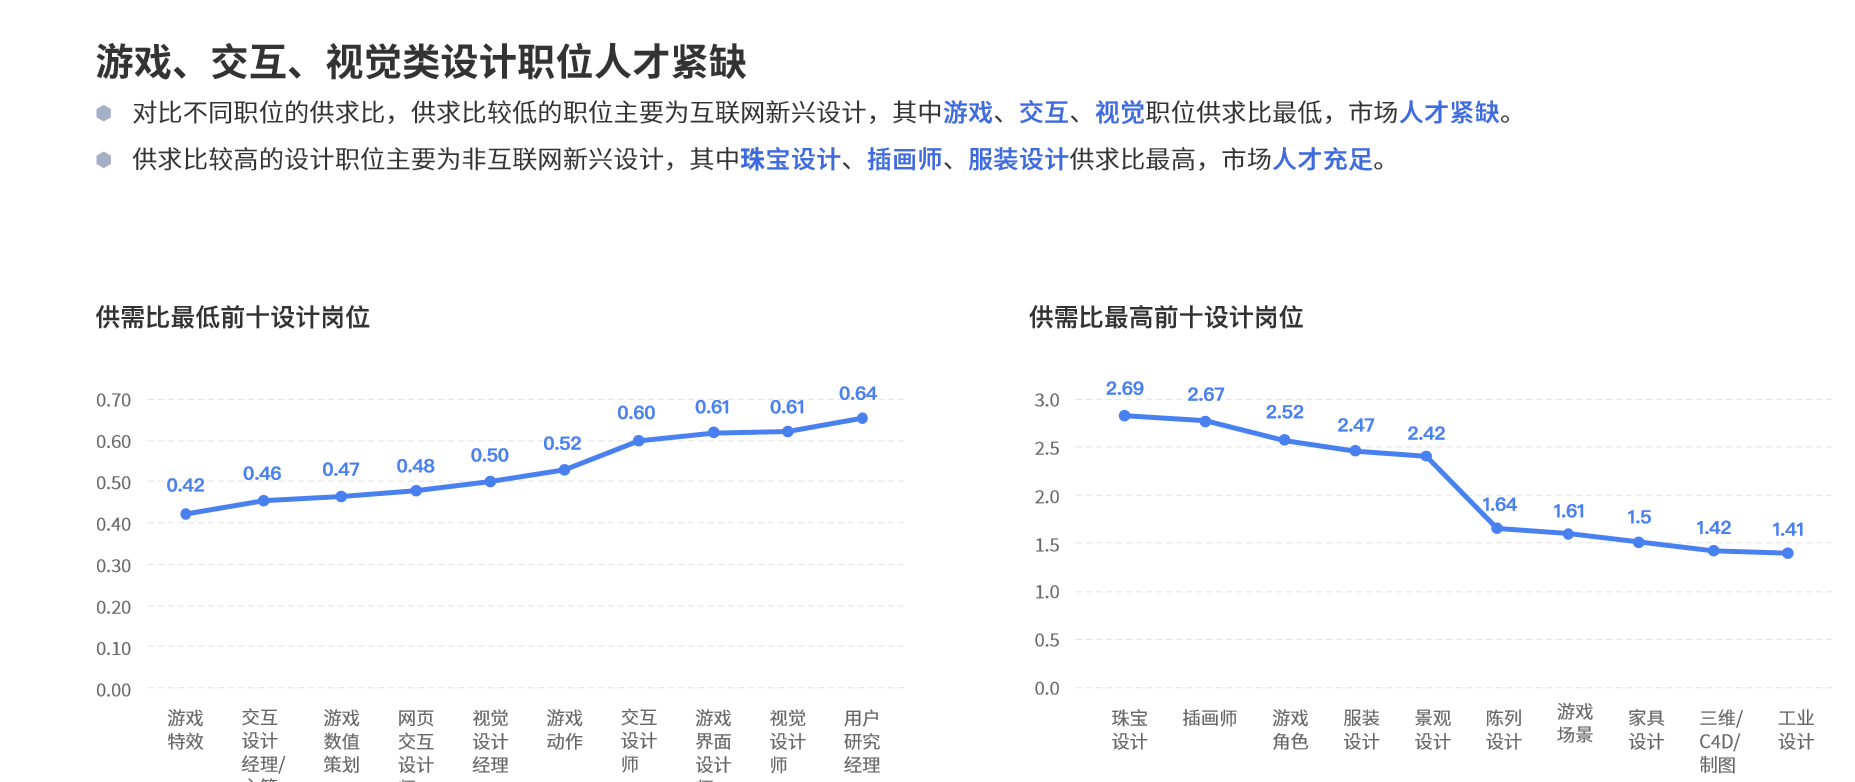 游戏、交互、视觉类设计职位人才紧缺
对比不同职位的供求比，供求比较低的职位主要为互联网新兴设计，其中游戏、交互、视觉职位供求比最低，市场人才紧缺。
供求比较高的设计职位主要为非互联网新兴设计，其中珠宝设计、插画师、服装设计供求比最高，市场人才充足。
供需比最低前十设计岗位
0.70
0.60
0.50
0.40
0.30
0.20
0.10
0.00
0.42
0.46
0.47
0.48
0.50
0.52
0.60
0.61
0.61
0.64
游戏
特效
交互
设计
经理/
游戏
数值
策划
网页
交互
设计
视觉
设计
经理
游戏
动作
交互
设计
师
游戏
界面
设计
视觉
设计
师
用户
研究
经理
供需比最高前十设计岗位
3.0
2.5
2.0
1.5
1.0
0.5
0.0
2.69
2.67
2.52
2.47
2.42
1.64
1.61
1.5
1.42
1.41
珠宝
设计
插画师
游戏
角色
服装
设计
景观
设计
陈列
设计
游戏
场景
家具
设计
三维/
C4D/
制图
工业
设计